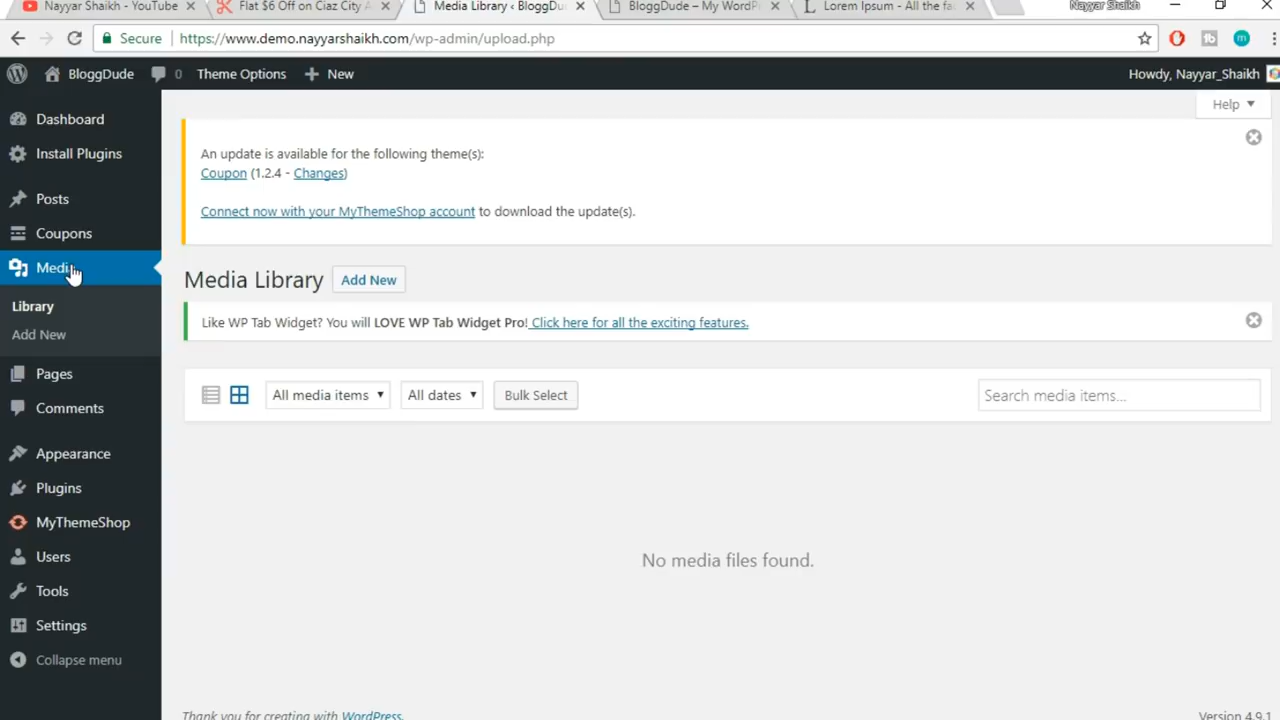 Nayyar Shaikh - YouTube
Flat $6 Off on Ciaz City A
Media Library ‹ BloggDu
BloggDude – My WordP
Lorem Ipsum - All the fa
Nayyar Shaikh
Secure
https://www.demo.nayyarshaikh.com/wp-admin/upload.php
BloggDude
0
Theme Options
New
Howdy, Nayyar_Shaikh
Help
Dashboard
Install Plugins
Posts
Coupons
Media
Library
Add New
Pages
Comments
Appearance
Plugins
MyThemeShop
Users
Tools
Settings
Collapse menu
An update is available for the following theme(s):
Coupon (1.2.4 - Changes)
Connect now with your MyThemeShop account to download the update(s).
Media Library
Add New
Like WP Tab Widget? You will LOVE WP Tab Widget Pro! Click here for all the exciting features.
All media items
All dates
Bulk Select
Search media items...
No media files found.
Thank you for creating with WordPress.
Version 4.9.1